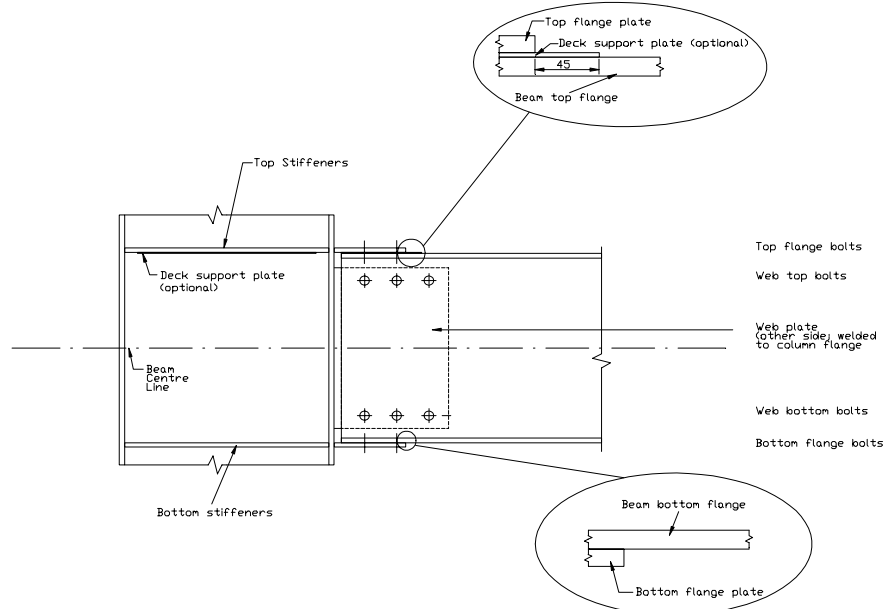 Top flange plate
Deck support plate (optional)
45
Beam top flange
Top Stiffeners
Top flange bolts
Deck support plate
(optional)
Web top bolts
Web plate
(other side) welded
to column flange
Beam
Centre
Line
Web bottom bolts
Bottom flange bolts
Bottom stiffeners
Beam bottom flange
Bottom flange plate